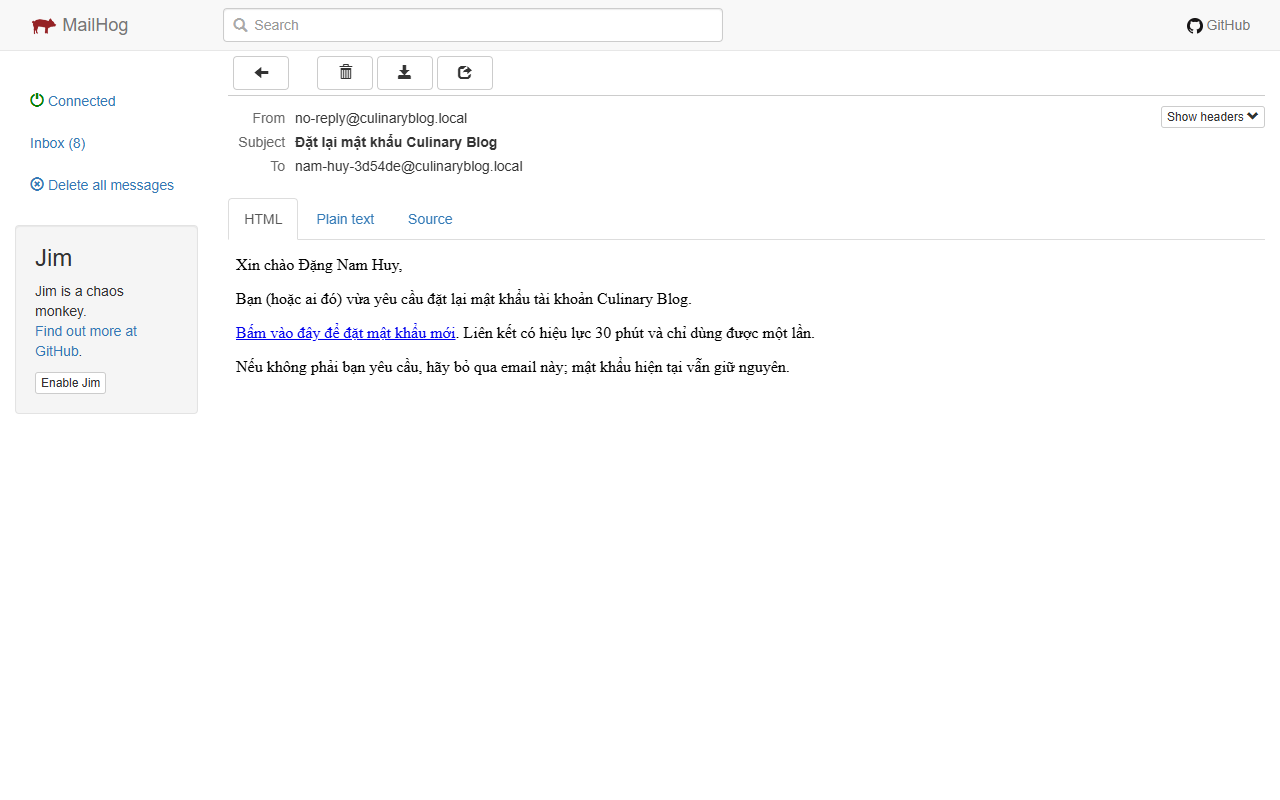 MailHog
Search
GitHub
Connected
Inbox (8)
Delete all messages
Jim
Jim is a chaos
monkey.
Find out more at
GitHub.
Enable Jim
From no-reply@culinaryblog.local
Show headers
Subject Đặt lại mật khẩu Culinary Blog
To nam-huy-3d54de@culinaryblog.local
HTML Plain text Source
Xin chào Đặng Nam Huy,
Bạn (hoặc ai đó) vừa yêu cầu đặt lại mật khẩu tài khoản Culinary Blog.
Bấm vào đây để đặt mật khẩu mới. Liên kết có hiệu lực 30 phút và chỉ dùng được một lần.
Nếu không phải bạn yêu cầu, hãy bỏ qua email này; mật khẩu hiện tại vẫn giữ nguyên.